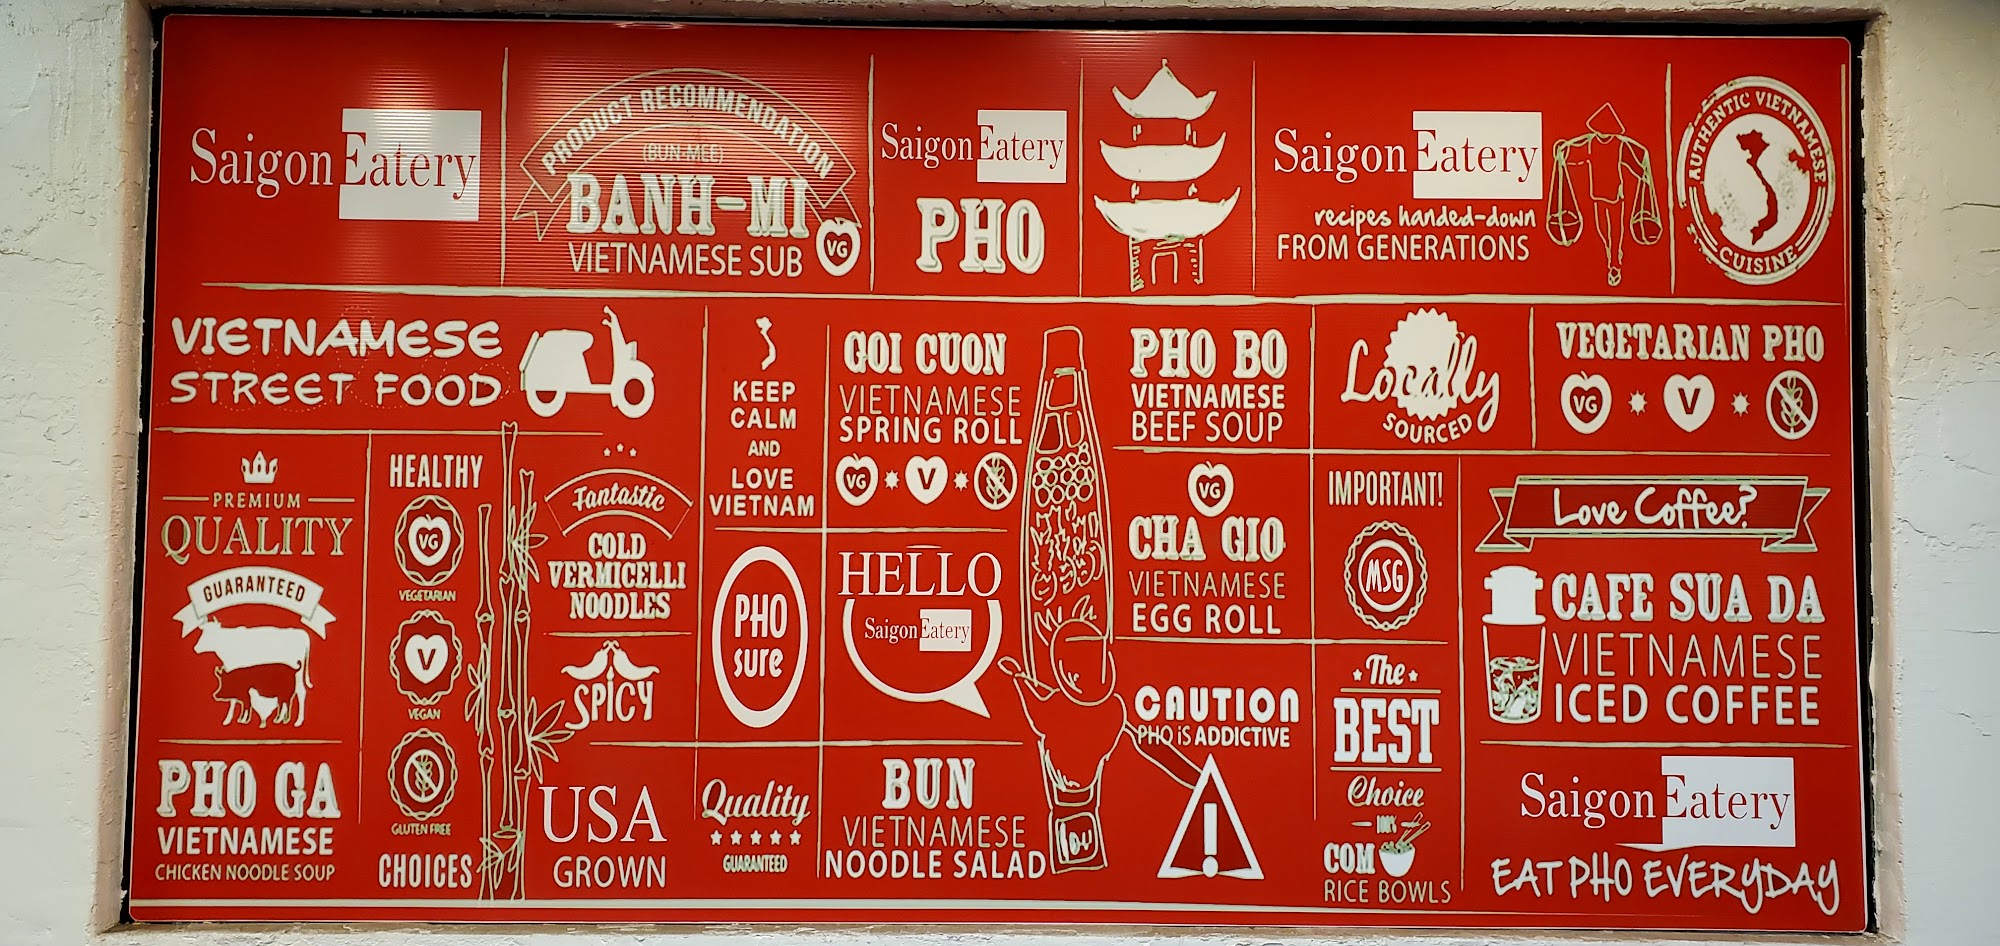 Saigon Eatery
PRODUCT RECOMMENDATION
(BUN-MEE)
BANH-MI
VIETNAMESE SUB
VG
Saigon Eatery
PHO
Saigon Eatery
recipes handed-down
FROM GENERATIONS
AUTHENTIC VIETNAMESE
CUISINE
VIETNAMESE
STREET FOOD
KEEP
CALM
AND
LOVE
VIETNAM
GOI CUON
VIETNAMESE
SPRING ROLL
VG V
PHO BO
VIETNAMESE
BEEF SOUP
Locally
SOURCED
VEGETARIAN PHO
VG V
PREMIUM
QUALITY
GUARANTEED
HEALTHY
VG
VEGETARIAN
V
VEGAN
GLUTEN FREE
CHOICES
Fantastic
COLD
VERMICELLI
NOODLES
SPICY
PHO
sure
HELLO
Saigon Eatery
VG
CHA GIO
VIETNAMESE
EGG ROLL
IMPORTANT!
MSG
Love Coffee?
CAFE SUA DA
VIETNAMESE
ICED COFFEE
PHO GA
VIETNAMESE
CHICKEN NOODLE SOUP
USA
GROWN
Quality
GUARANTEED
BUN
VIETNAMESE
NOODLE SALAD
CAUTION
PHO iS ADDICTIVE
!
The
BEST
Choice
100%
COM
RICE BOWLS
Saigon Eatery
EAT PHO EVERYDAY